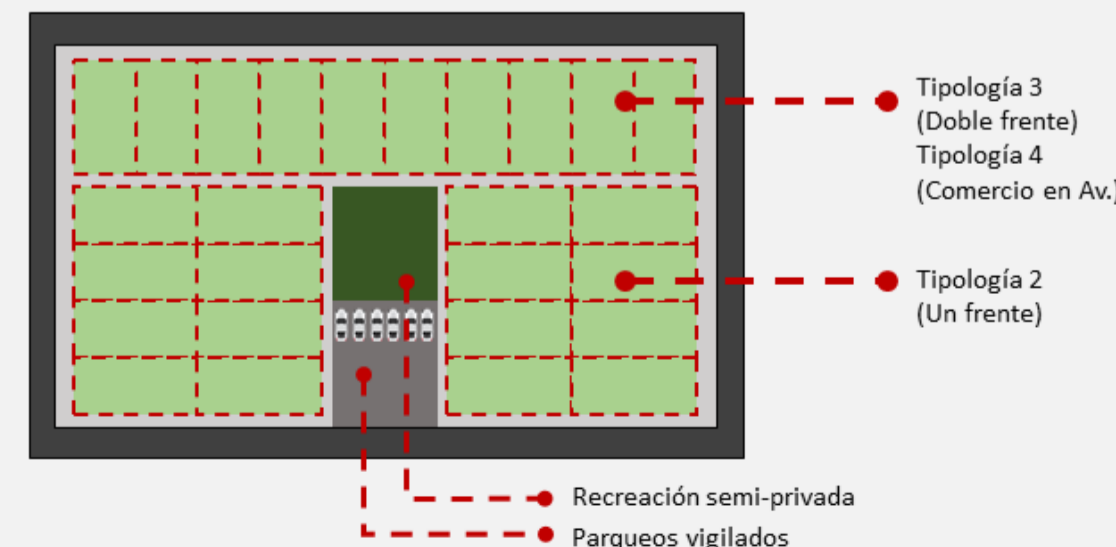 Tipología 3
(Doble frente)
Tipología 4
(Comercio en Av.)
Tipología 2
(Un frente)
Recreación semi-privada
Parqueos vigilados